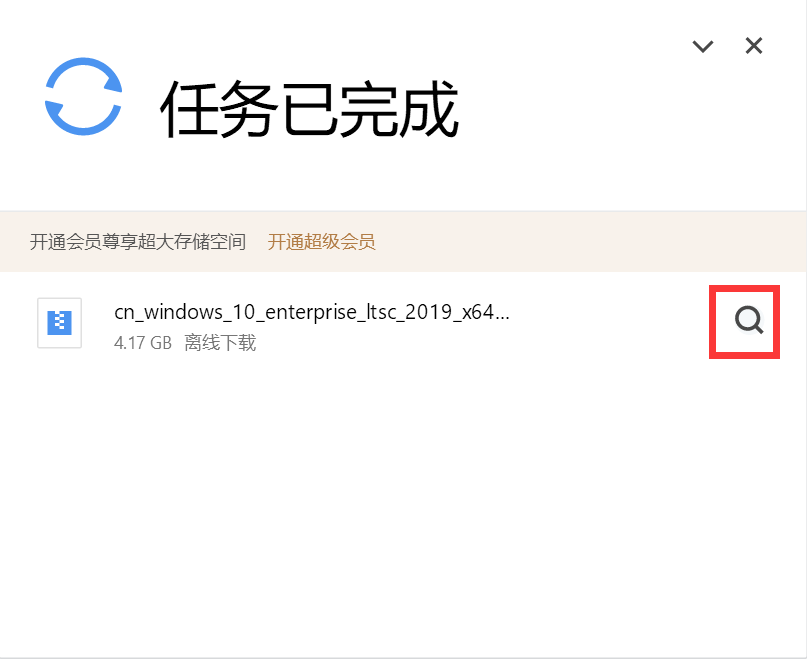 任务已完成
开通会员尊享超大存储空间 开通超级会员
cn_windows_10_enterprise_ltsc_2019_x64...
4.17 GB 离线下载